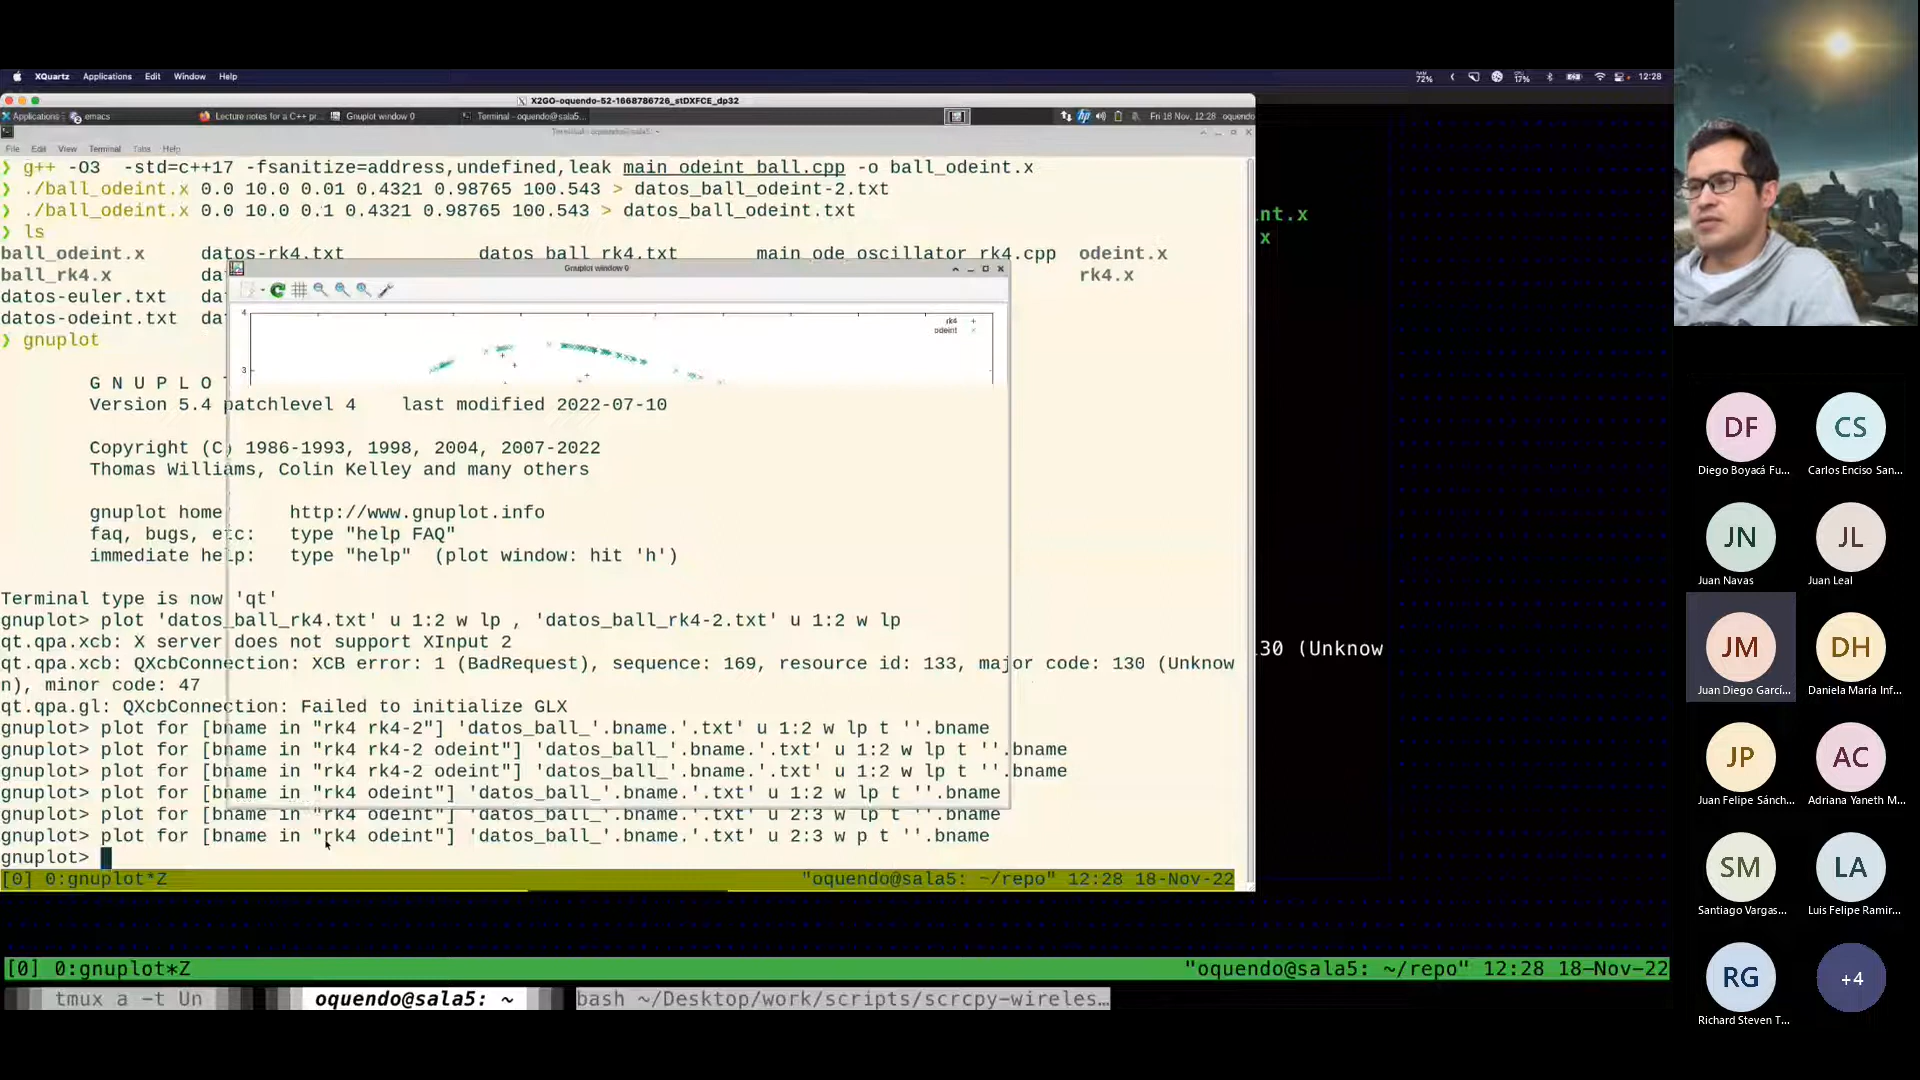 XQuartz Applications Edit Window Help
72% 17% 12:28
X2GO-oquendo-52-1668786726_stDXFCE_dp32
Applications emacs Lecture notes for a C++ pr... Gnuplot window 0 Terminal - oquendo@sala5... Fri 18 Nov, 12:28 oquendo
File Edit View Terminal Tabs Help
❯ g++ -O3 -std=c++17 -fsanitize=address,undefined,leak main_odeint_ball.cpp -o ball_odeint.x
❯ ./ball_odeint.x 0.0 10.0 0.01 0.4321 0.98765 100.543 > datos_ball_odeint-2.txt
❯ ./ball_odeint.x 0.0 10.0 0.1 0.4321 0.98765 100.543 > datos_ball_odeint.txt
❯ ls
ball_odeint.x datos-rk4.txt datos_ball_rk4.txt main_ode_oscillator_rk4.cpp odeint.x
ball_rk4.x da rk4.x
datos-euler.txt da
datos-odeint.txt da
❯ gnuplot
Gnuplot window 0
4
3
rk4
odeint
G N U P L O T
Version 5.4 patchlevel 4 last modified 2022-07-10
Copyright (C) 1986-1993, 1998, 2004, 2007-2022
Thomas Williams, Colin Kelley and many others
gnuplot home: http://www.gnuplot.info
faq, bugs, etc: type "help FAQ"
immediate help: type "help" (plot window: hit 'h')
Terminal type is now 'qt'
gnuplot> plot 'datos_ball_rk4.txt' u 1:2 w lp , 'datos_ball_rk4-2.txt' u 1:2 w lp
qt.qpa.xcb: X server does not support XInput 2
qt.qpa.xcb: QXcbConnection: XCB error: 1 (BadRequest), sequence: 169, resource id: 133, major code: 130 (Unknow
n), minor code: 47
qt.qpa.gl: QXcbConnection: Failed to initialize GLX
gnuplot> plot for [bname in "rk4 rk4-2"] 'datos_ball_'.bname.'.txt' u 1:2 w lp t ''.bname
gnuplot> plot for [bname in "rk4 rk4-2 odeint"] 'datos_ball_'.bname.'.txt' u 1:2 w lp t ''.bname
gnuplot> plot for [bname in "rk4 rk4-2 odeint"] 'datos_ball_'.bname.'.txt' u 1:2 w lp t ''.bname
gnuplot> plot for [bname in "rk4 odeint"] 'datos_ball_'.bname.'.txt' u 1:2 w lp t ''.bname
gnuplot> plot for [bname in "rk4 odeint"] 'datos_ball_'.bname.'.txt' u 2:3 w lp t ''.bname
gnuplot> plot for [bname in "rk4 odeint"] 'datos_ball_'.bname.'.txt' u 2:3 w p t ''.bname
gnuplot>
[0] 0:gnuplot*Z "oquendo@sala5: ~/repo" 12:28 18-Nov-22
int.x
x
30 (Unknow
[0] 0:gnuplot*Z "oquendo@sala5: ~/repo" 12:28 18-Nov-22
tmux a -t Un oquendo@sala5: ~ bash ~/Desktop/work/scripts/scrcpy-wireles…
DF CS
Diego Boyacá Fu... Carlos Enciso San...
JN JL
Juan Navas Juan Leal
JM DH
Juan Diego Garcí... Daniela María Inf...
JP AC
Juan Felipe Sánch... Adriana Yaneth M...
SM LA
Santiago Vargas... Luis Felipe Ramir...
RG +4
Richard Steven T...